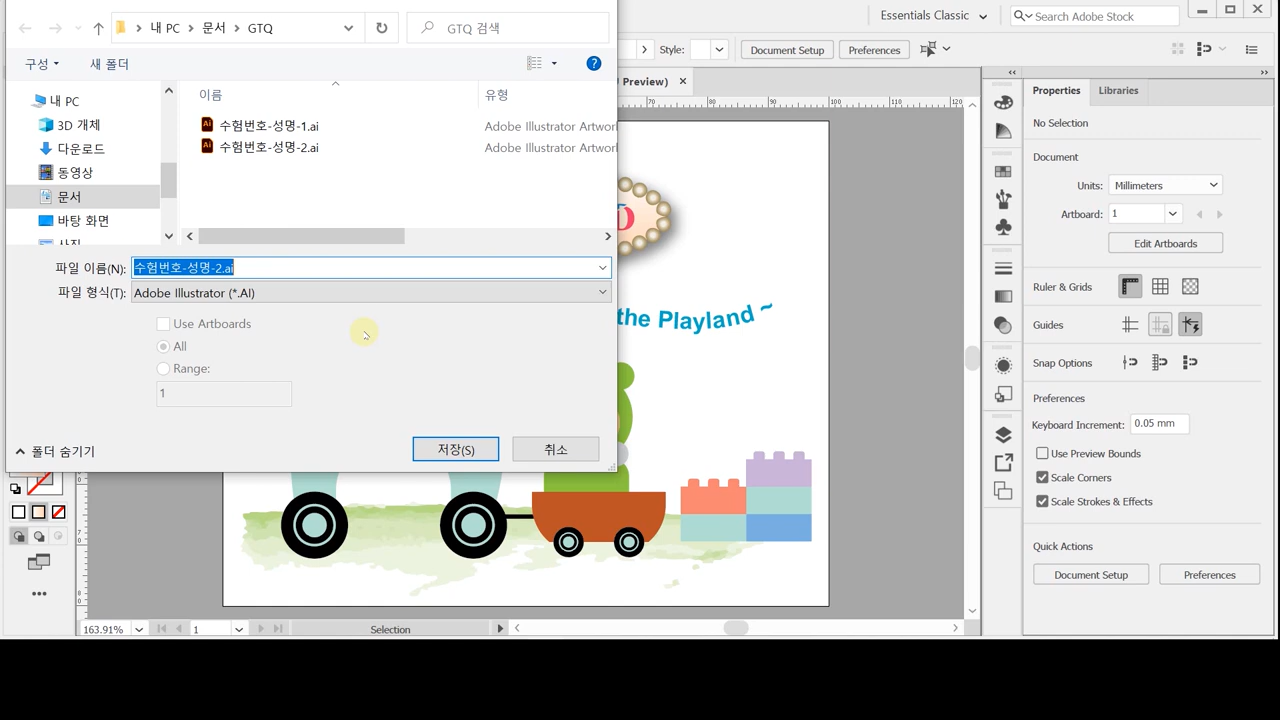 내 PC › 문서 › GTQ
GTQ 검색
Essentials Classic
Search Adobe Stock
구성
새 폴더
Style:
Document Setup
Preferences
이름
유형
수험번호-성명-1.ai
Adobe Illustrator Artwork
수험번호-성명-2.ai
Adobe Illustrator Artwork
내 PC
3D 개체
다운로드
동영상
문서
바탕 화면
파일 이름(N):
수험번호-성명-2.ai
파일 형식(T):
Adobe Illustrator (*.AI)
Use Artboards
All
Range:
1
폴더 숨기기
저장(S)
취소
Preview)
70 80 90 100 110 120
the Playland ~
163.91%
1
Selection
Properties
Libraries
No Selection
Document
Units:
Millimeters
Artboard:
1
Edit Artboards
Ruler & Grids
Guides
Snap Options
Preferences
Keyboard Increment:
0.05 mm
Use Preview Bounds
Scale Corners
Scale Strokes & Effects
Quick Actions
Document Setup
Preferences